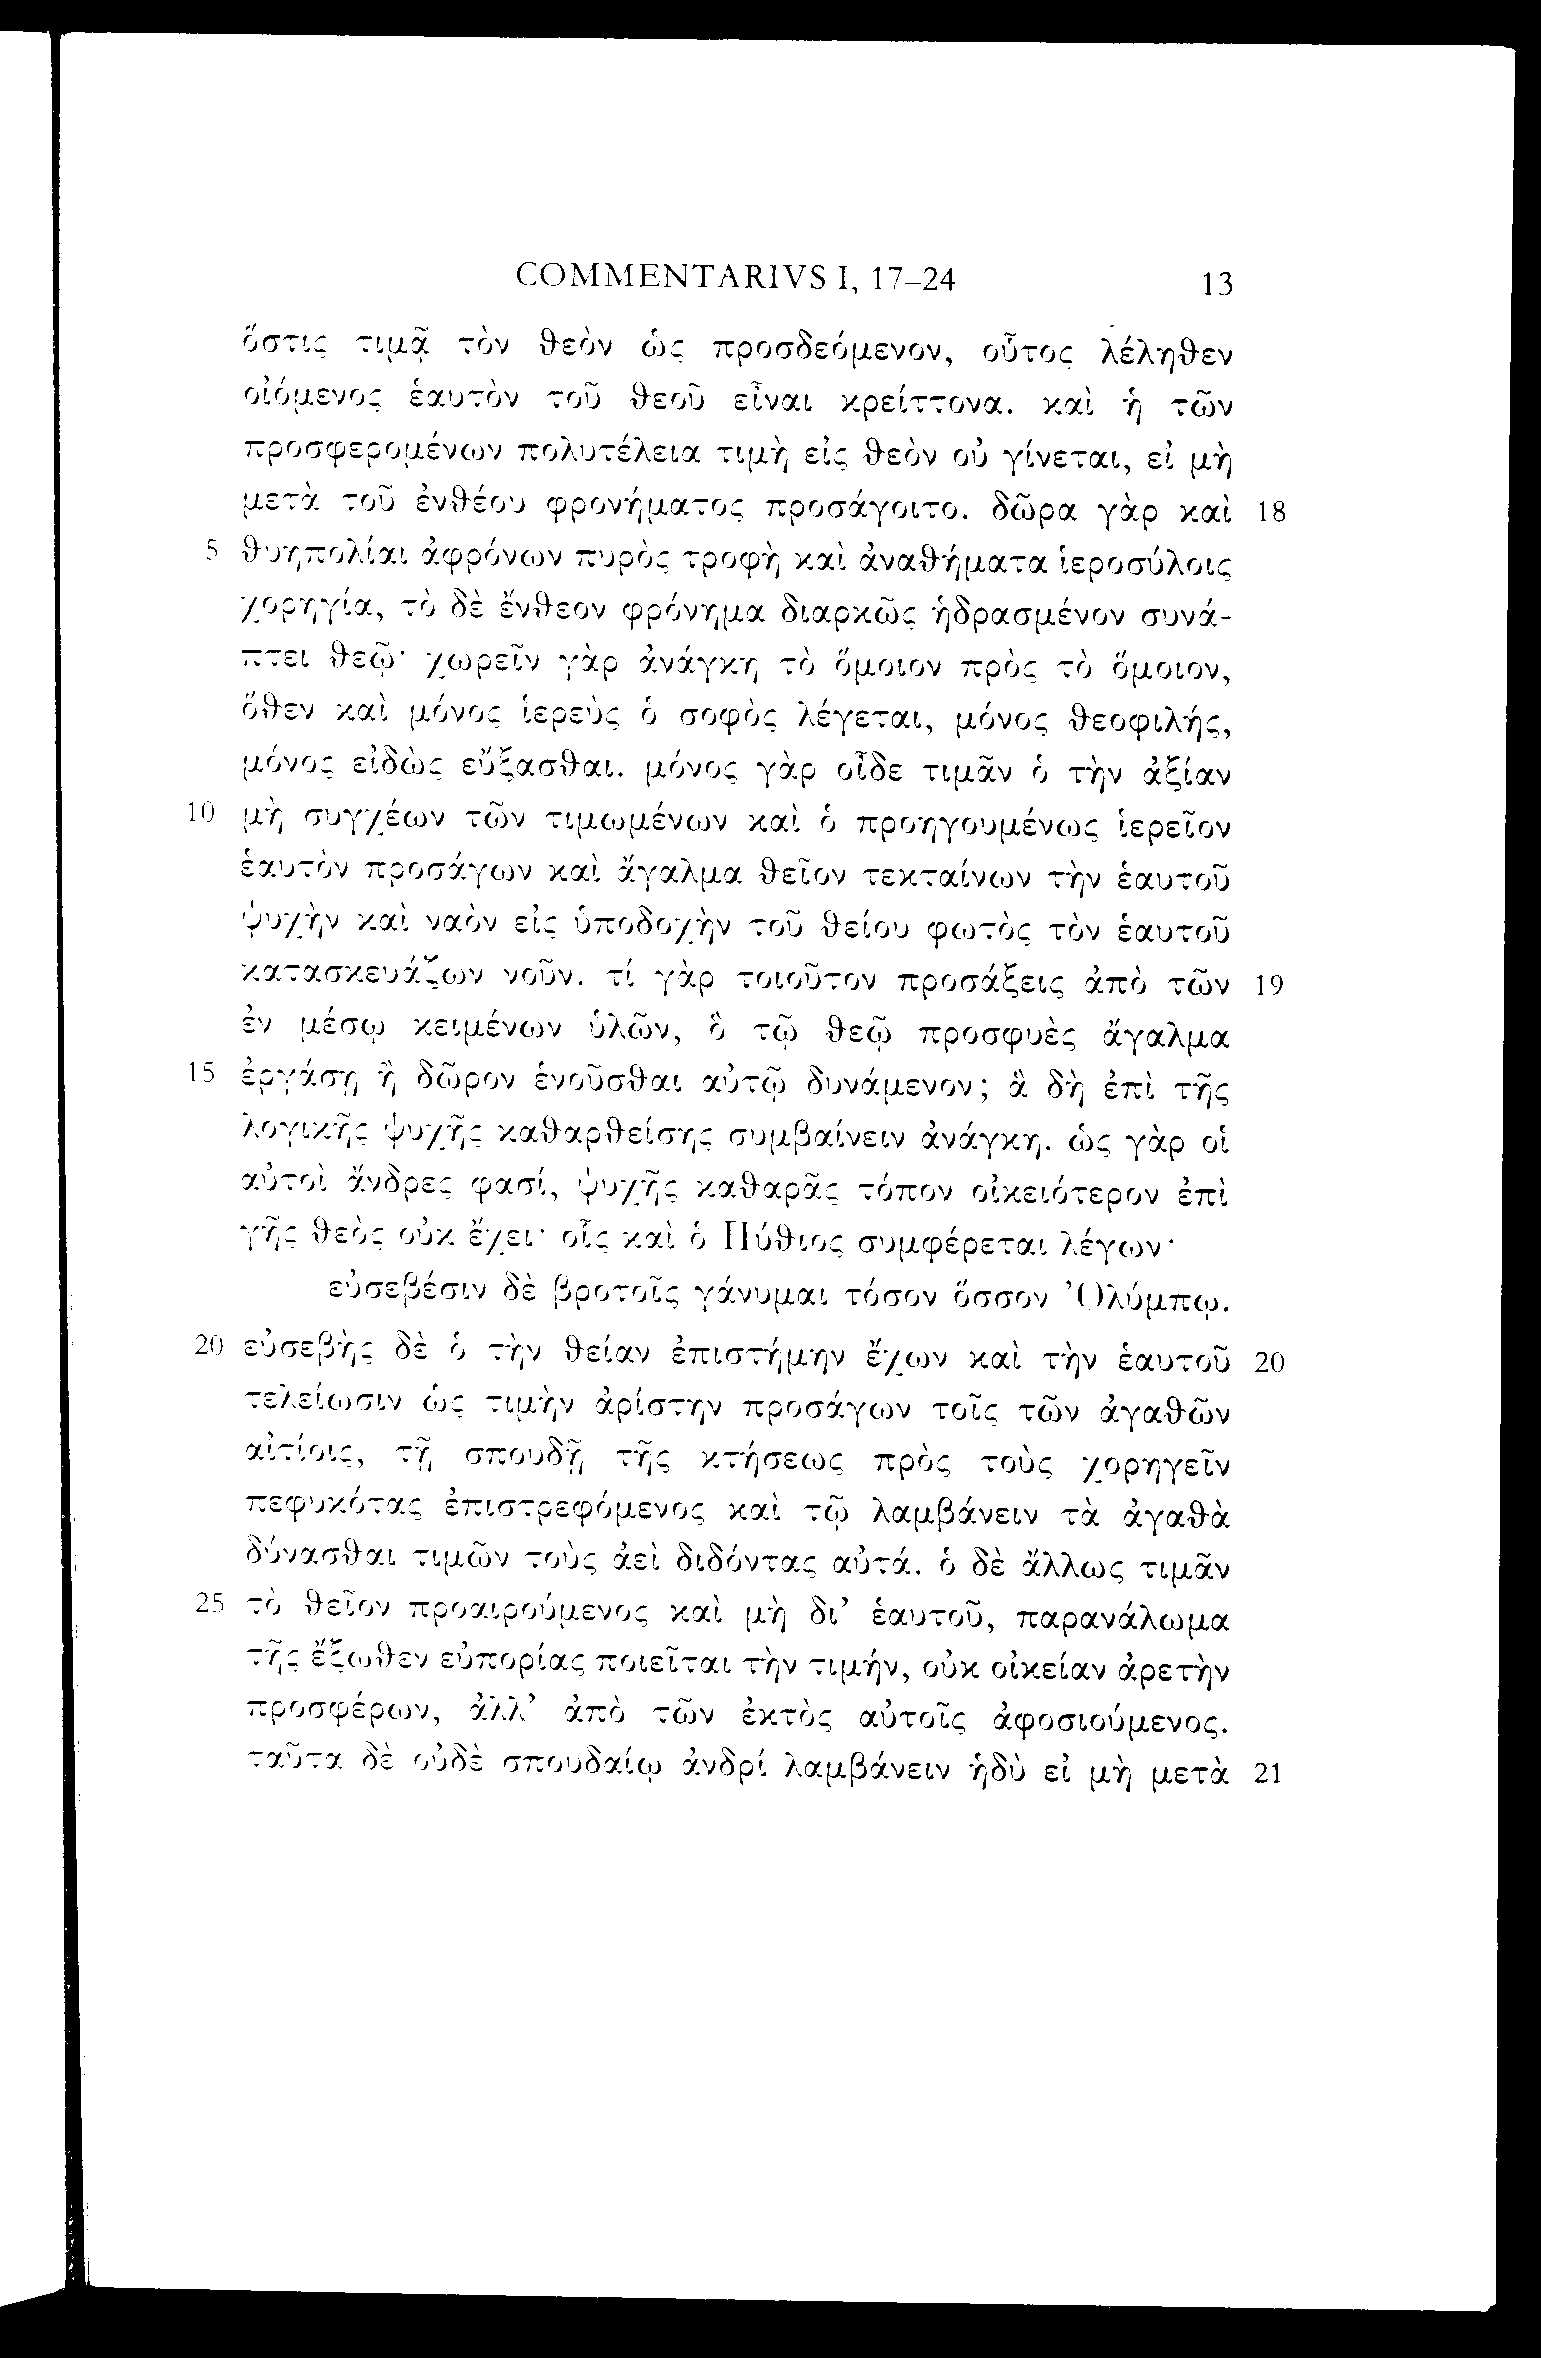 COMMENTARIVS I, 17–24 13
ὅστις τιμᾷ τὸν θεὸν ὡς προσδεόμενον, οὗτος λέληθεν
οἰόμενος ἑαυτὸν τοῦ θεοῦ εἶναι κρείττονα. καὶ ἡ τῶν
προσφερομένων πολυτέλεια τιμὴ εἰς θεὸν οὐ γίνεται, εἰ μὴ
μετὰ τοῦ ἐνθέου φρονήματος προσάγοιτο. δῶρα γὰρ καὶ 18
5 θυηπολίαι ἀφρόνων πυρὸς τροφὴ καὶ ἀναθήματα ἱεροσύλοις
χορηγία, τὸ δὲ ἔνθεον φρόνημα διαρκῶς ἡδρασμένον συνά-
πτει θεῷ· χωρεῖν γὰρ ἀνάγκη τὸ ὅμοιον πρὸς τὸ ὅμοιον,
ὅθεν καὶ μόνος ἱερεὺς ὁ σοφὸς λέγεται, μόνος θεοφιλής,
μόνος εἰδὼς εὔξασθαι. μόνος γὰρ οἶδε τιμᾶν ὁ τὴν ἀξίαν
10 μὴ συγχέων τῶν τιμωμένων καὶ ὁ προηγουμένως ἱερεῖον
ἑαυτὸν προσάγων καὶ ἄγαλμα θεῖον τεκταίνων τὴν ἑαυτοῦ
ψυχὴν καὶ ναὸν εἰς ὑποδοχὴν τοῦ θείου φωτὸς τὸν ἑαυτοῦ
κατασκευάζων νοῦν. τί γὰρ τοιοῦτον προσάξεις ἀπὸ τῶν 19
ἐν μέσῳ κειμένων ὑλῶν, ὃ τῷ θεῷ προσφυὲς ἄγαλμα
15 ἐργάσῃ ἢ δῶρον ἑνοῦσθαι αὐτῷ δυνάμενον; ἃ δὴ ἐπὶ τῆς
λογικῆς ψυχῆς καθαρθείσης συμβαίνειν ἀνάγκη. ὡς γὰρ οἱ
αὐτοὶ ἄνδρες φασί, ψυχῆς καθαρᾶς τόπον οἰκειότερον ἐπὶ
γῆς θεὸς οὐκ ἔχει· οἷς καὶ ὁ Πύθιος συμφέρεται λέγων·
εὐσεβέσιν δὲ βροτοῖς γάνυμαι τόσον ὅσσον Ὀλύμπῳ.
20 εὐσεβὴς δὲ ὁ τὴν θείαν ἐπιστήμην ἔχων καὶ τὴν ἑαυτοῦ 20
τελείωσιν ὡς τιμὴν ἀρίστην προσάγων τοῖς τῶν ἀγαθῶν
αἰτίοις, τῇ σπουδῇ τῆς κτήσεως πρὸς τοὺς χορηγεῖν
πεφυκότας ἐπιστρεφόμενος καὶ τῷ λαμβάνειν τὰ ἀγαθὰ
δύνασθαι τιμῶν τοὺς ἀεὶ διδόντας αὐτά. ὁ δὲ ἄλλως τιμᾶν
25 τὸ θεῖον προαιρούμενος καὶ μὴ δι’ ἑαυτοῦ, παρανάλωμα
τῆς ἔξωθεν εὐπορίας ποιεῖται τὴν τιμήν, οὐκ οἰκείαν ἀρετὴν
προσφέρων, ἀλλ’ ἀπὸ τῶν ἐκτὸς αὐτοῖς ἀφοσιούμενος.
ταῦτα δὲ οὐδὲ σπουδαίῳ ἀνδρί λαμβάνειν ἡδὺ εἰ μὴ μετὰ 21